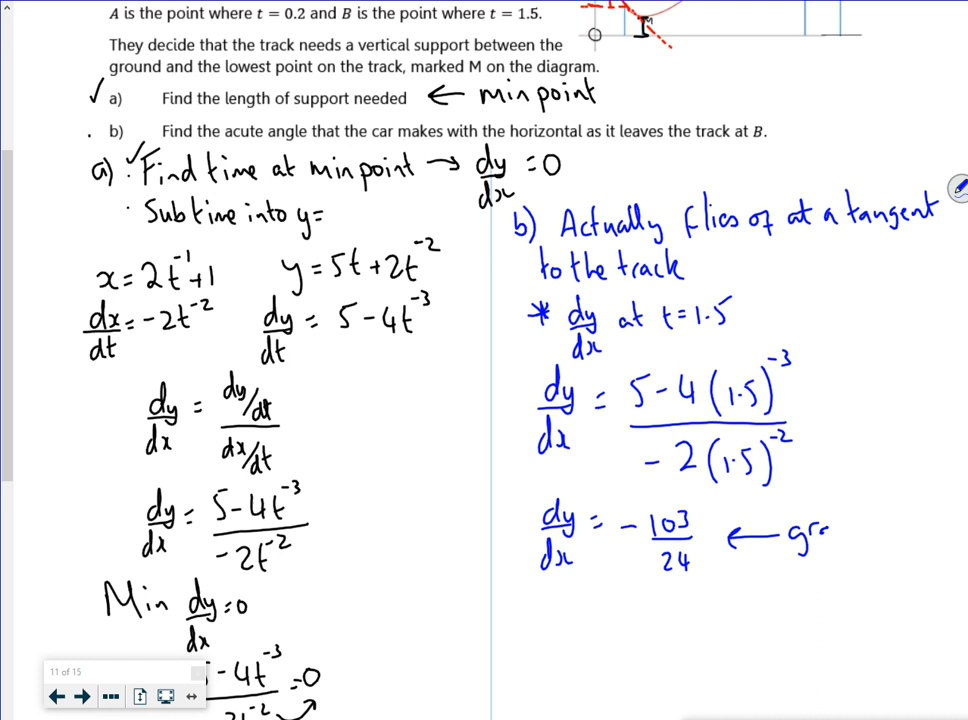 A is the point where t = 0.2 and B is the point where t = 1.5.
They decide that the track needs a vertical support between the
ground and the lowest point on the track, marked M on the diagram.
✓ a) Find the length of support needed ← min point
. b) Find the acute angle that the car makes with the horizontal as it leaves the track at B.
O
M
a) · Find time at min point → dy/dx = 0
· Sub time into y=
x = 2t⁻¹+1 y = 5t + 2t⁻²
dx/dt = -2t⁻² dy/dt = 5 - 4t⁻³
dy/dx = (dy/dt)/(dx/dt)
dy/dx = (5 - 4t⁻³)/(-2t⁻²)
Min dy/dx = 0
- 4t⁻³ = 0
2t⁻²
b) Actually flies of at a tangent
to the track
* dy/dx at t = 1.5
dy/dx = (5 - 4(1.5)⁻³)/(-2(1.5)⁻²)
dy/dx = -103/24 ← gr
11 of 15